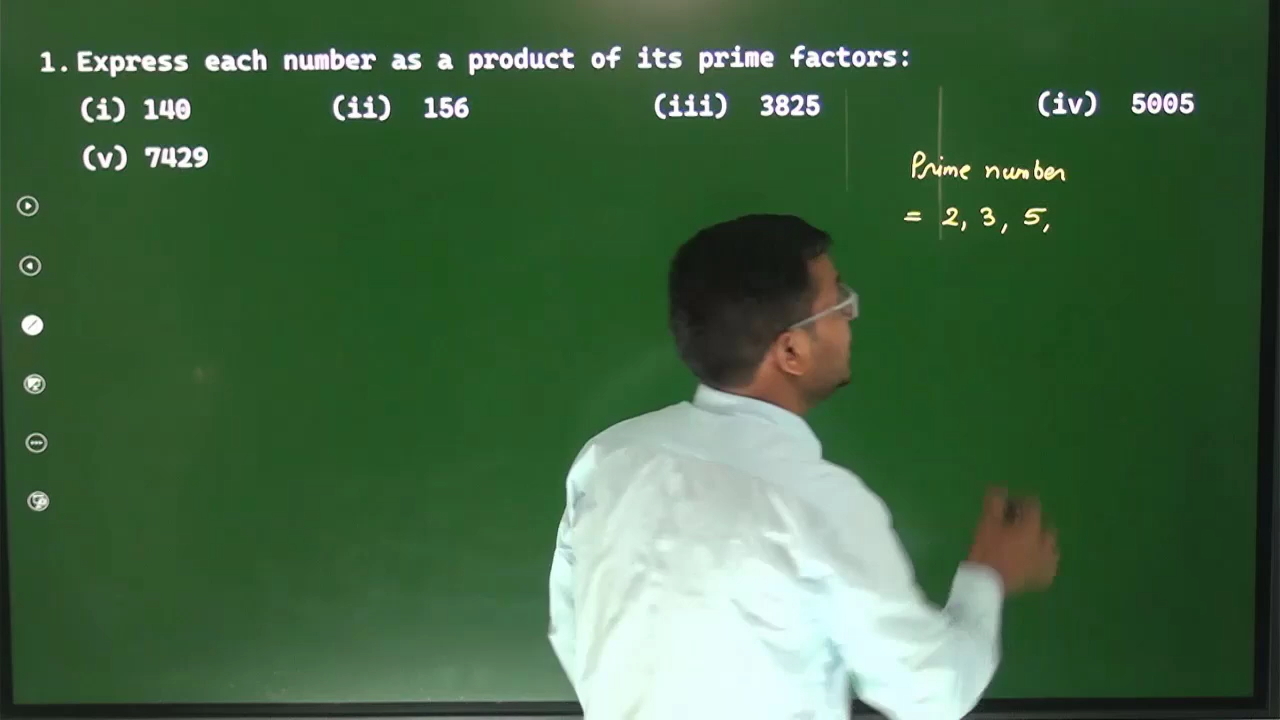 1. Express each number as a product of its prime factors:
(i) 140 (ii) 156 (iii) 3825 (iv) 5005
(v) 7429
Prime number
= 2, 3, 5,